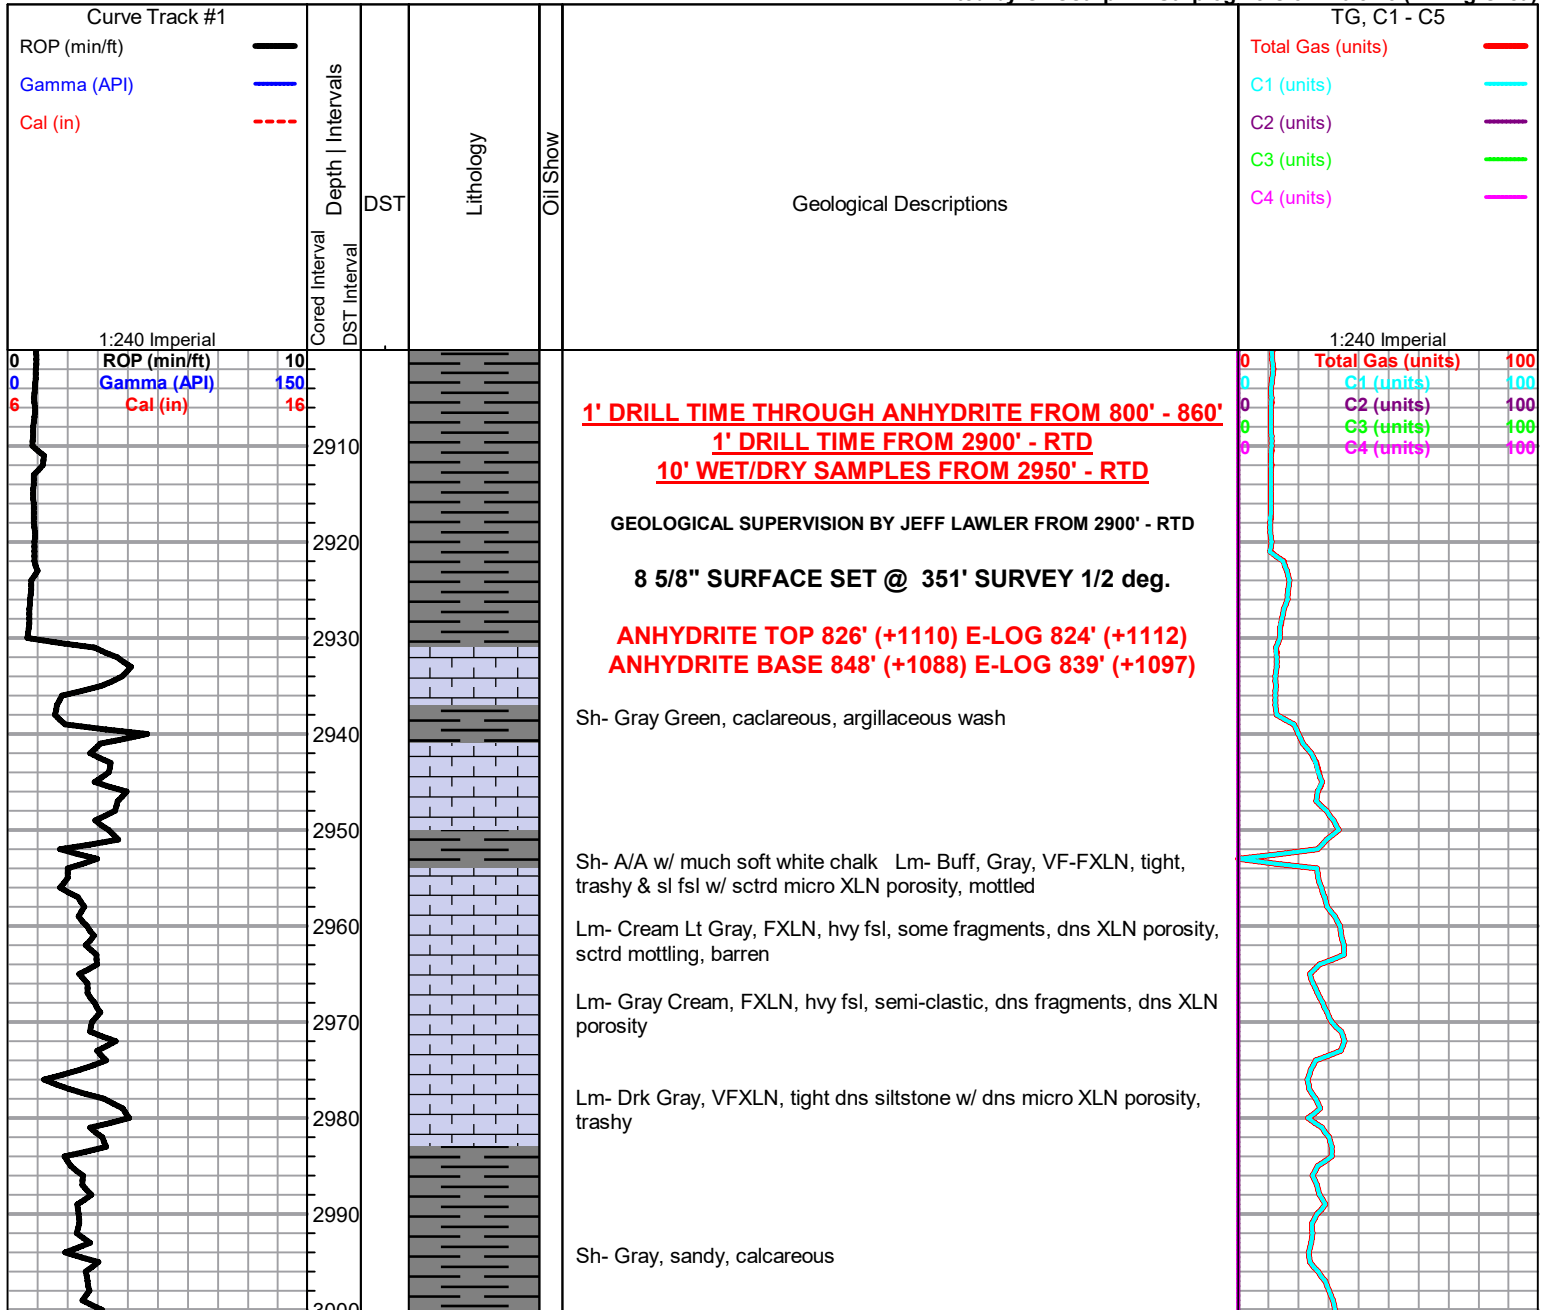 Curve Track #1
ROP (min/ft)
Gamma (API)
Cal (in)
1:240 Imperial
Depth | Intervals
Cored Interval
DST Interval
DST
Lithology
Oil Show
Geological Descriptions
TG, C1 - C5
Total Gas (units)
C1 (units)
C2 (units)
C3 (units)
C4 (units)
1:240 Imperial
0 ROP (min/ft) 10
0 Gamma (API) 150
6 Cal (in) 16
0 Total Gas (units) 100
0 C1 (units) 100
0 C2 (units) 100
0 C3 (units) 100
0 C4 (units) 100
1' DRILL TIME THROUGH ANHYDRITE FROM 800' - 860'
1' DRILL TIME FROM 2900' - RTD
10' WET/DRY SAMPLES FROM 2950' - RTD
GEOLOGICAL SUPERVISION BY JEFF LAWLER FROM 2900' - RTD
8 5/8" SURFACE SET @ 351' SURVEY 1/2 deg.
ANHYDRITE TOP 826' (+1110) E-LOG 824' (+1112)
ANHYDRITE BASE 848' (+1088) E-LOG 839' (+1097)
2910
2920
2930
2940
2950
2960
2970
2980
2990
3000
Sh- Gray Green, caclareous, argillaceous wash
Sh- A/A w/ much soft white chalk Lm- Buff, Gray, VF-FXLN, tight,
trashy & sl fsl w/ sctrd micro XLN porosity, mottled
Lm- Cream Lt Gray, FXLN, hvy fsl, some fragments, dns XLN porosity,
sctrd mottling, barren
Lm- Gray Cream, FXLN, hvy fsl, semi-clastic, dns fragments, dns XLN
porosity
Lm- Drk Gray, VFXLN, tight dns siltstone w/ dns micro XLN porosity,
trashy
Sh- Gray, sandy, calcareous